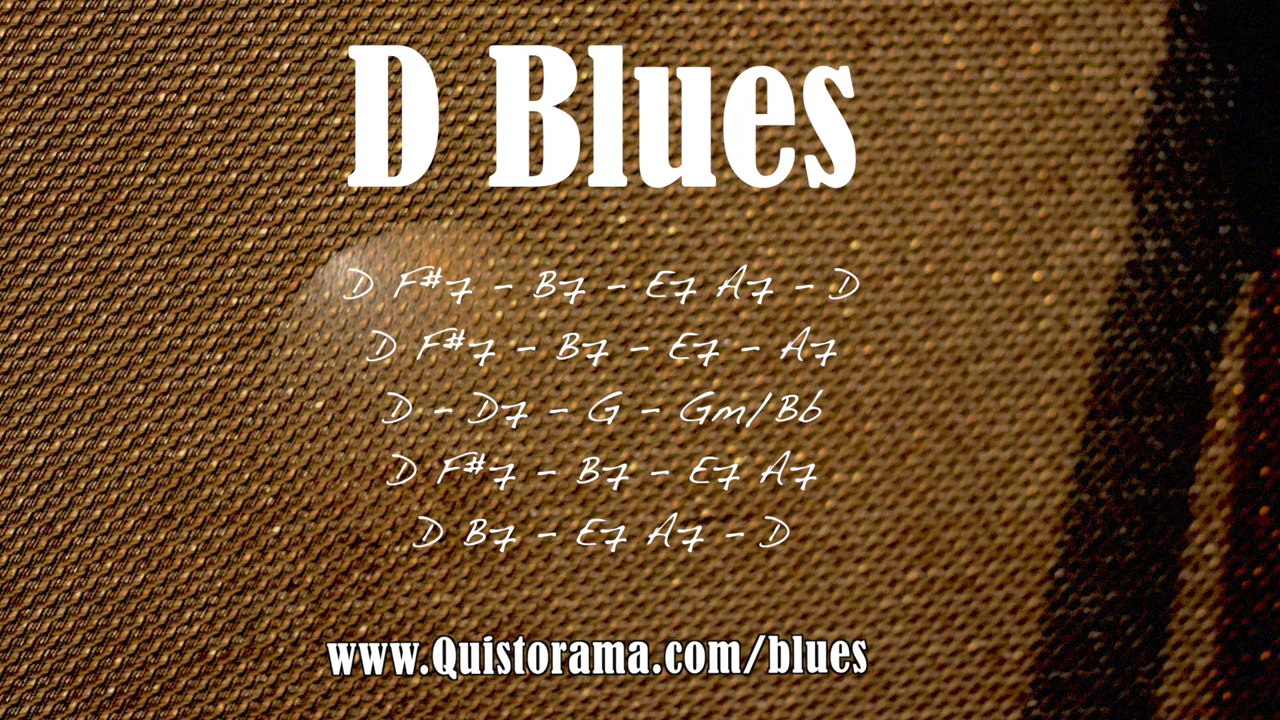 D Blues
D F#7 - B7 - E7 A7 - D
D F#7 - B7 - E7 - A7
D - D7 - G - Gm/Bb
D F#7 - B7 - E7 A7
D B7 - E7 A7 - D
www.Quistorama.com/blues